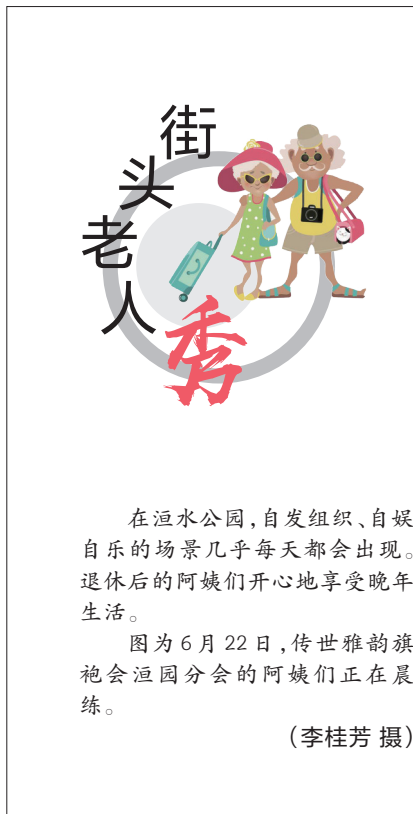 街头老人秀
在洹水公园，自发组织、自娱
自乐的场景几乎每天都会出现。
退休后的阿姨们开心地享受晚年
生活。
图为6月22日，传世雅韵旗
袍会洹园分会的阿姨们正在晨
练。
（李桂芳 摄）